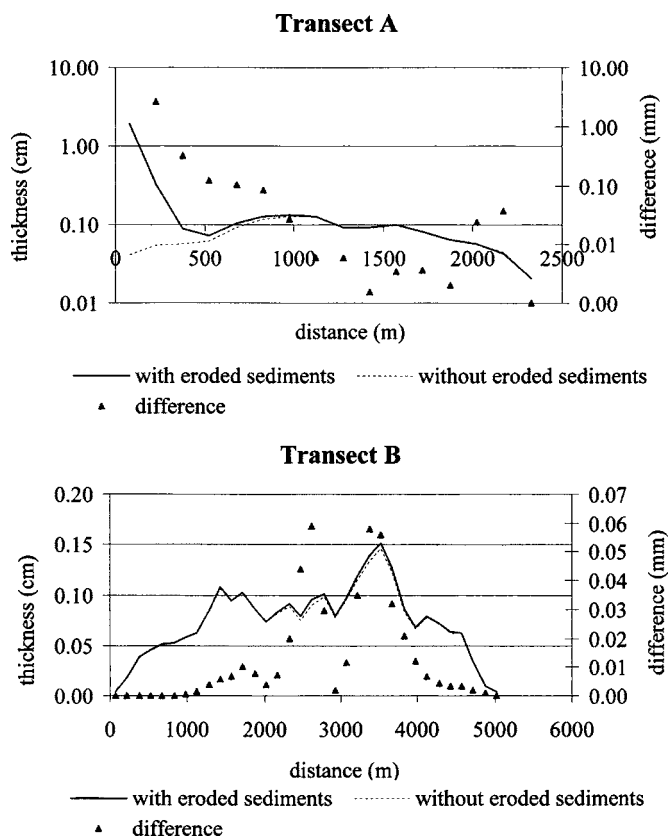 Transect A
10.00
1.00
0.10
0.01
thickness (cm)
10.00
1.00
0.10
0.01
0.00
difference (mm)
0 500 1000 1500 2000 2500
distance (m)
with eroded sediments without eroded sediments
difference
Transect B
0.20
0.15
0.10
0.05
0.00
thickness (cm)
0.07
0.06
0.05
0.04
0.03
0.02
0.01
0.00
difference (mm)
0 1000 2000 3000 4000 5000 6000
distance (m)
with eroded sediments without eroded sediments
difference